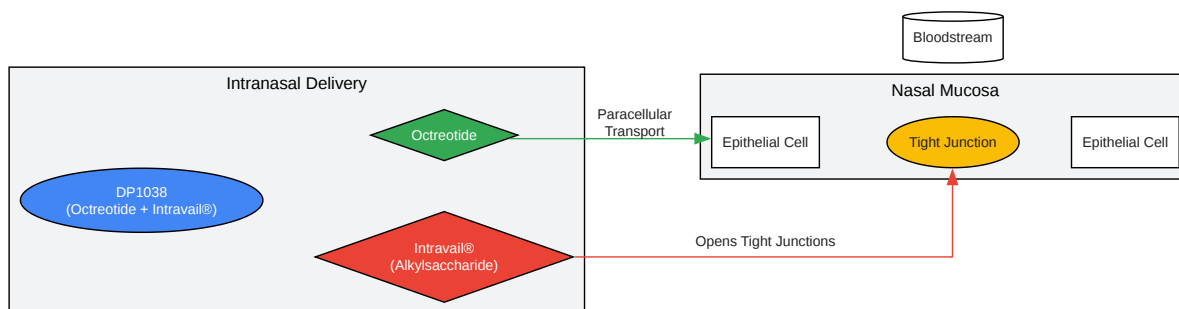 Bloodstream
Intranasal Delivery
Nasal Mucosa
Octreotide
Paracellular
Transport
Epithelial Cell
Tight Junction
Epithelial Cell
DP1038
(Octreotide + Intravail®)
Intravail®
(Alkylsaccharide)
Opens Tight Junctions